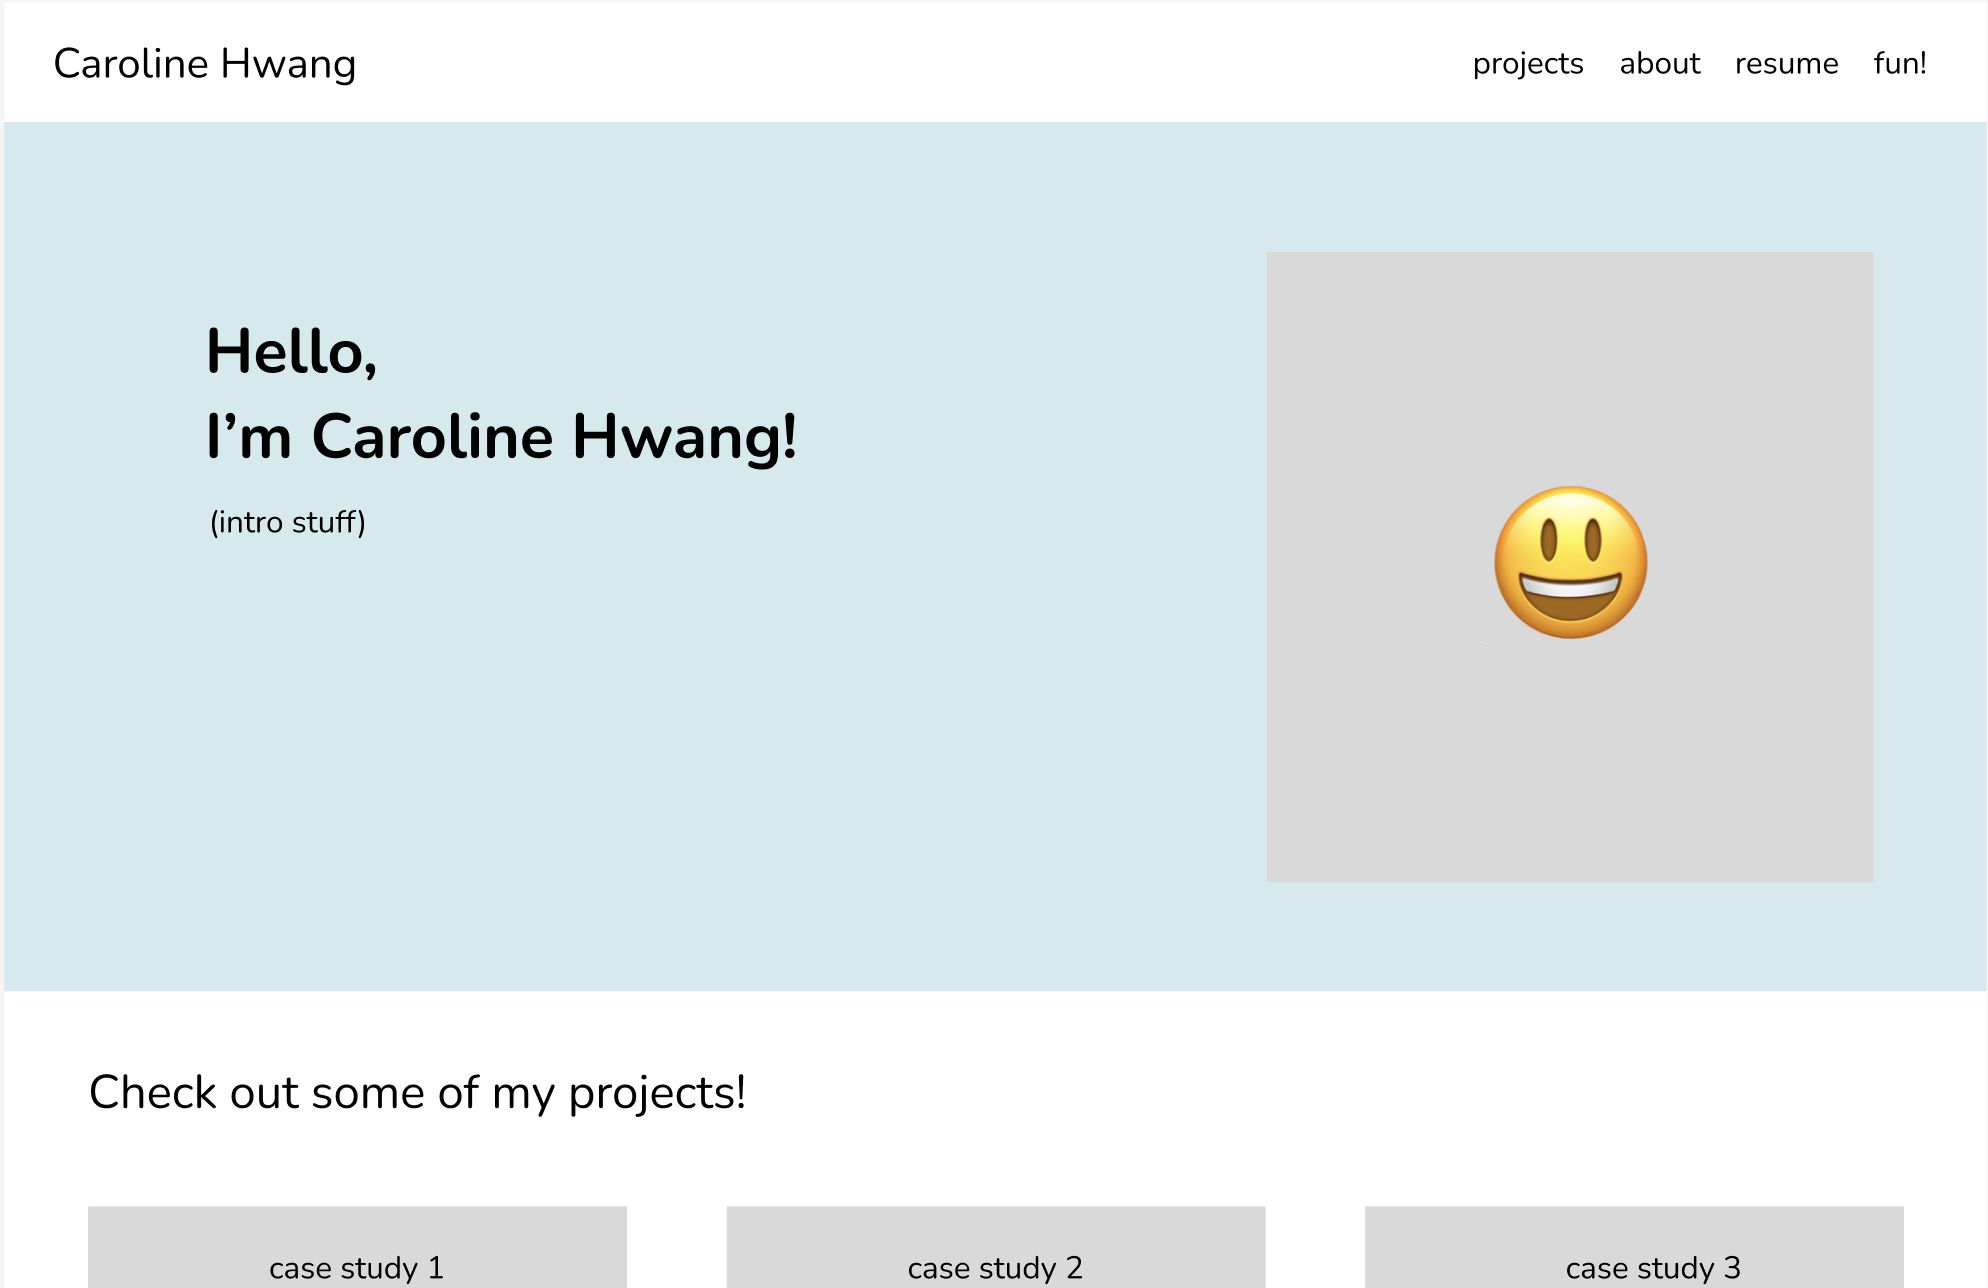 Caroline Hwang
projects about resume fun!
Hello,
I’m Caroline Hwang!
(intro stuff)
Check out some of my projects!
case study 1
case study 2
case study 3